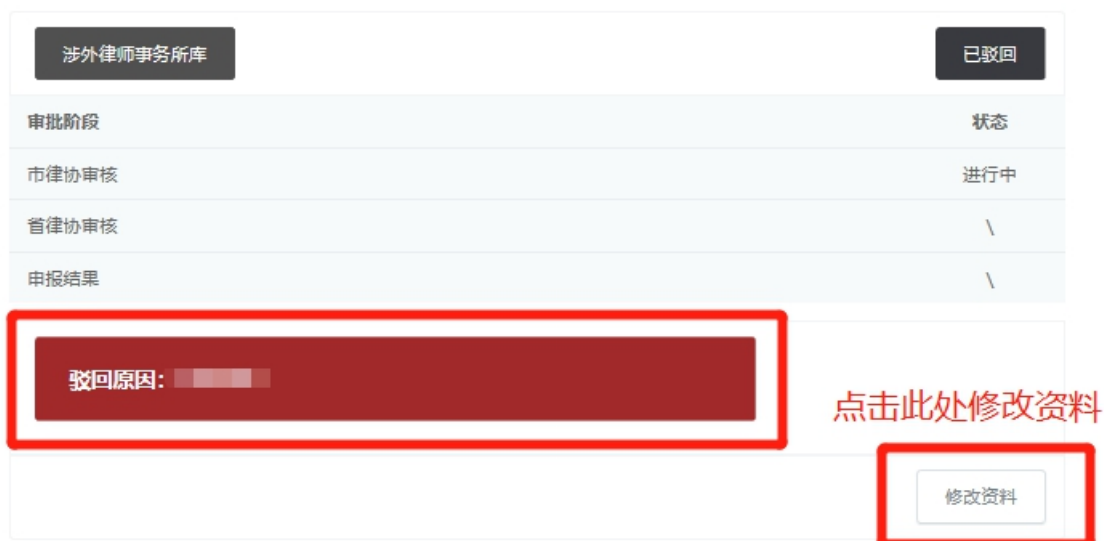 涉外律师事务所库 已驳回
审批阶段 状态
市律协审核 进行中
省律协审核 \
申报结果 \
驳回原因：
点击此处修改资料
修改资料